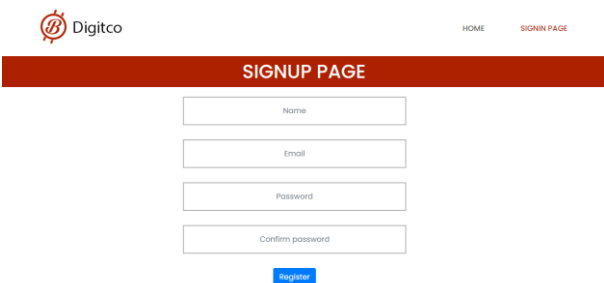 B Digitco
HOME
SIGNIN PAGE
SIGNUP PAGE
Name
Email
Password
Confirm password
Register